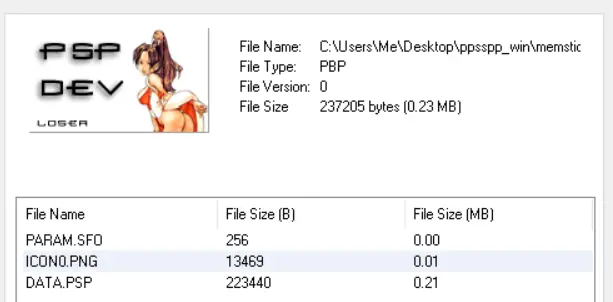 PSP
DEV
LOSER
File Name: C:\Users\Me\Desktop\ppsspp_win\memstic
File Type: PBP
File Version: 0
File Size 237205 bytes (0.23 MB)
File Name File Size (B) File Size (MB)
PARAM.SFO 256 0.00
ICON0.PNG 13469 0.01
DATA.PSP 223440 0.21